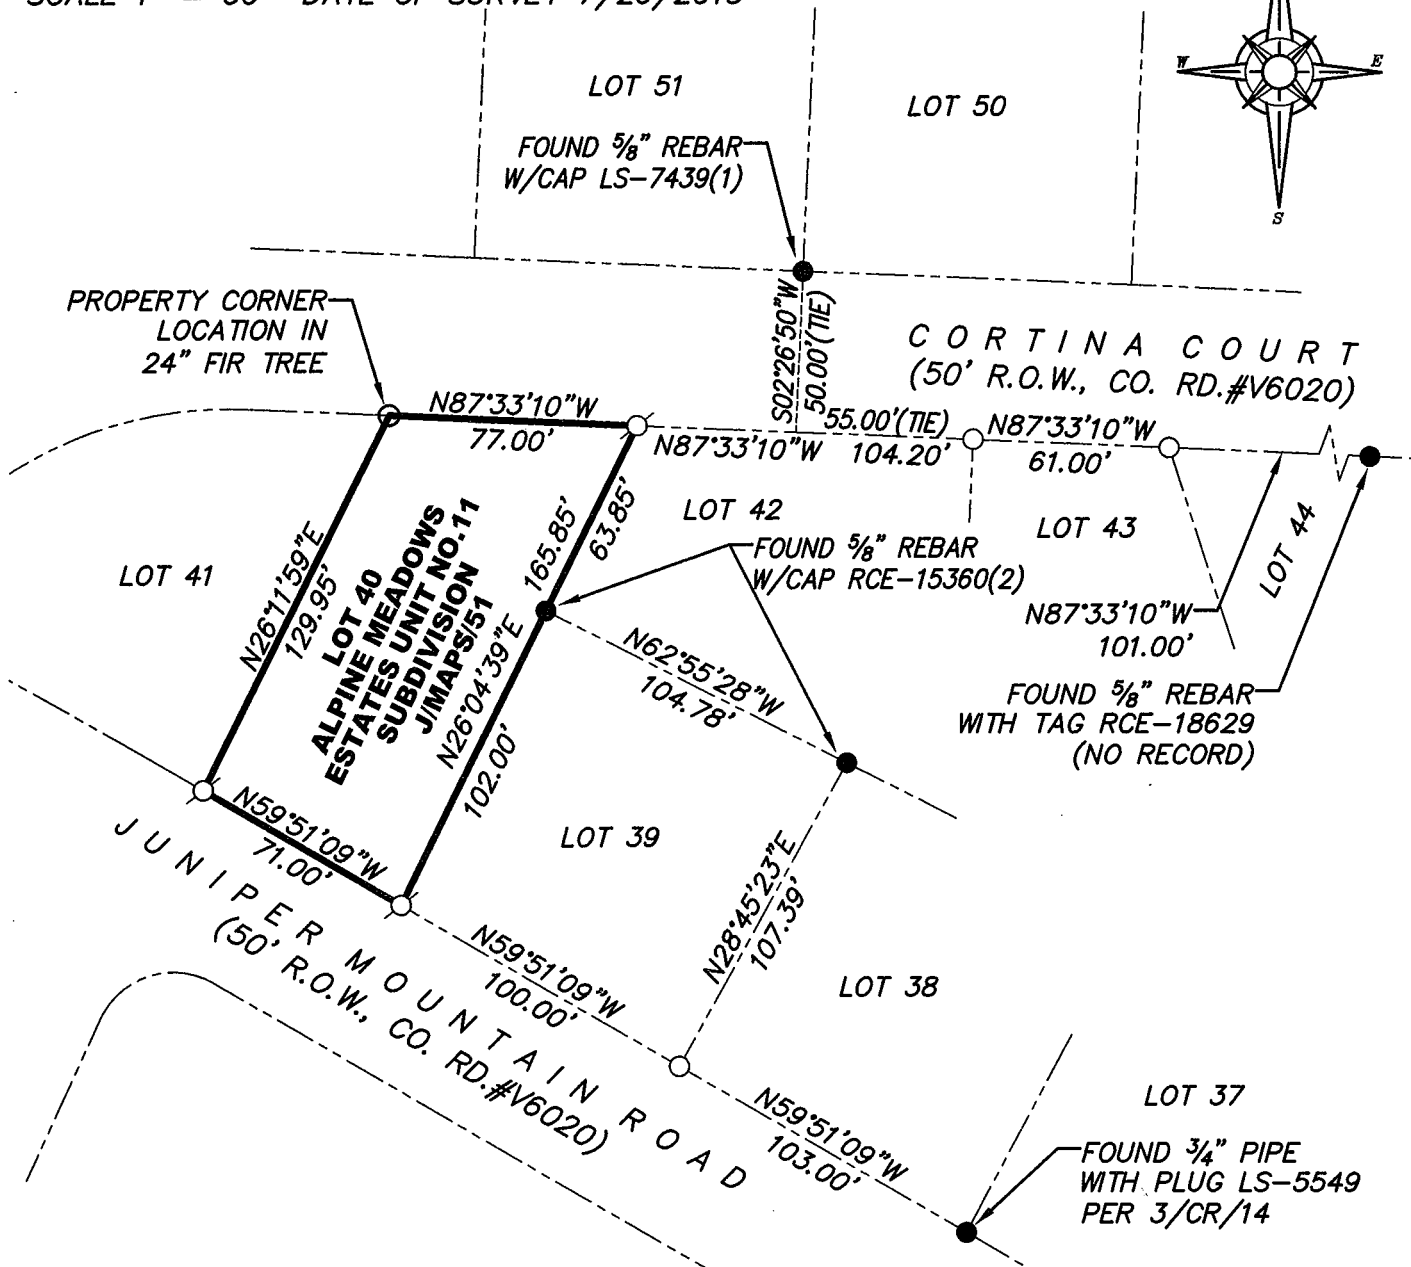 LOT 51
LOT 50
W
E
S
FOUND 5/8" REBAR
W/CAP LS-7439(1)
PROPERTY CORNER
LOCATION IN
24" FIR TREE
S02°26'50"W
50.00'(TIE)
CORTINA COURT
(50' R.O.W., CO. RD.#V6020)
N87°33'10"W
77.00'
55.00'(TIE)
N87°33'10"W
104.20'
N87°33'10"W
61.00'
LOT 41
N26°11'59"E
129.95'
LOT 40
ALPINE MEADOWS
ESTATES UNIT NO.11
SUBDIVISION
J/MAPS/51
165.85'
63.85'
N26°04'39"E
102.00'
LOT 42
FOUND 5/8" REBAR
W/CAP RCE-15360(2)
LOT 43
LOT 44
N87°33'10"W
101.00'
N62°55'28"W
104.78'
FOUND 5/8" REBAR
WITH TAG RCE-18629
(NO RECORD)
N59°51'09"W
71.00'
LOT 39
N28°45'23"E
107.39'
JUNIPER MOUNTAIN ROAD
(50' R.O.W., CO. RD.#V6020)
N59°51'09"W
100.00'
LOT 38
N59°51'09"W
103.00'
LOT 37
FOUND 3/4" PIPE
WITH PLUG LS-5549
PER 3/CR/14